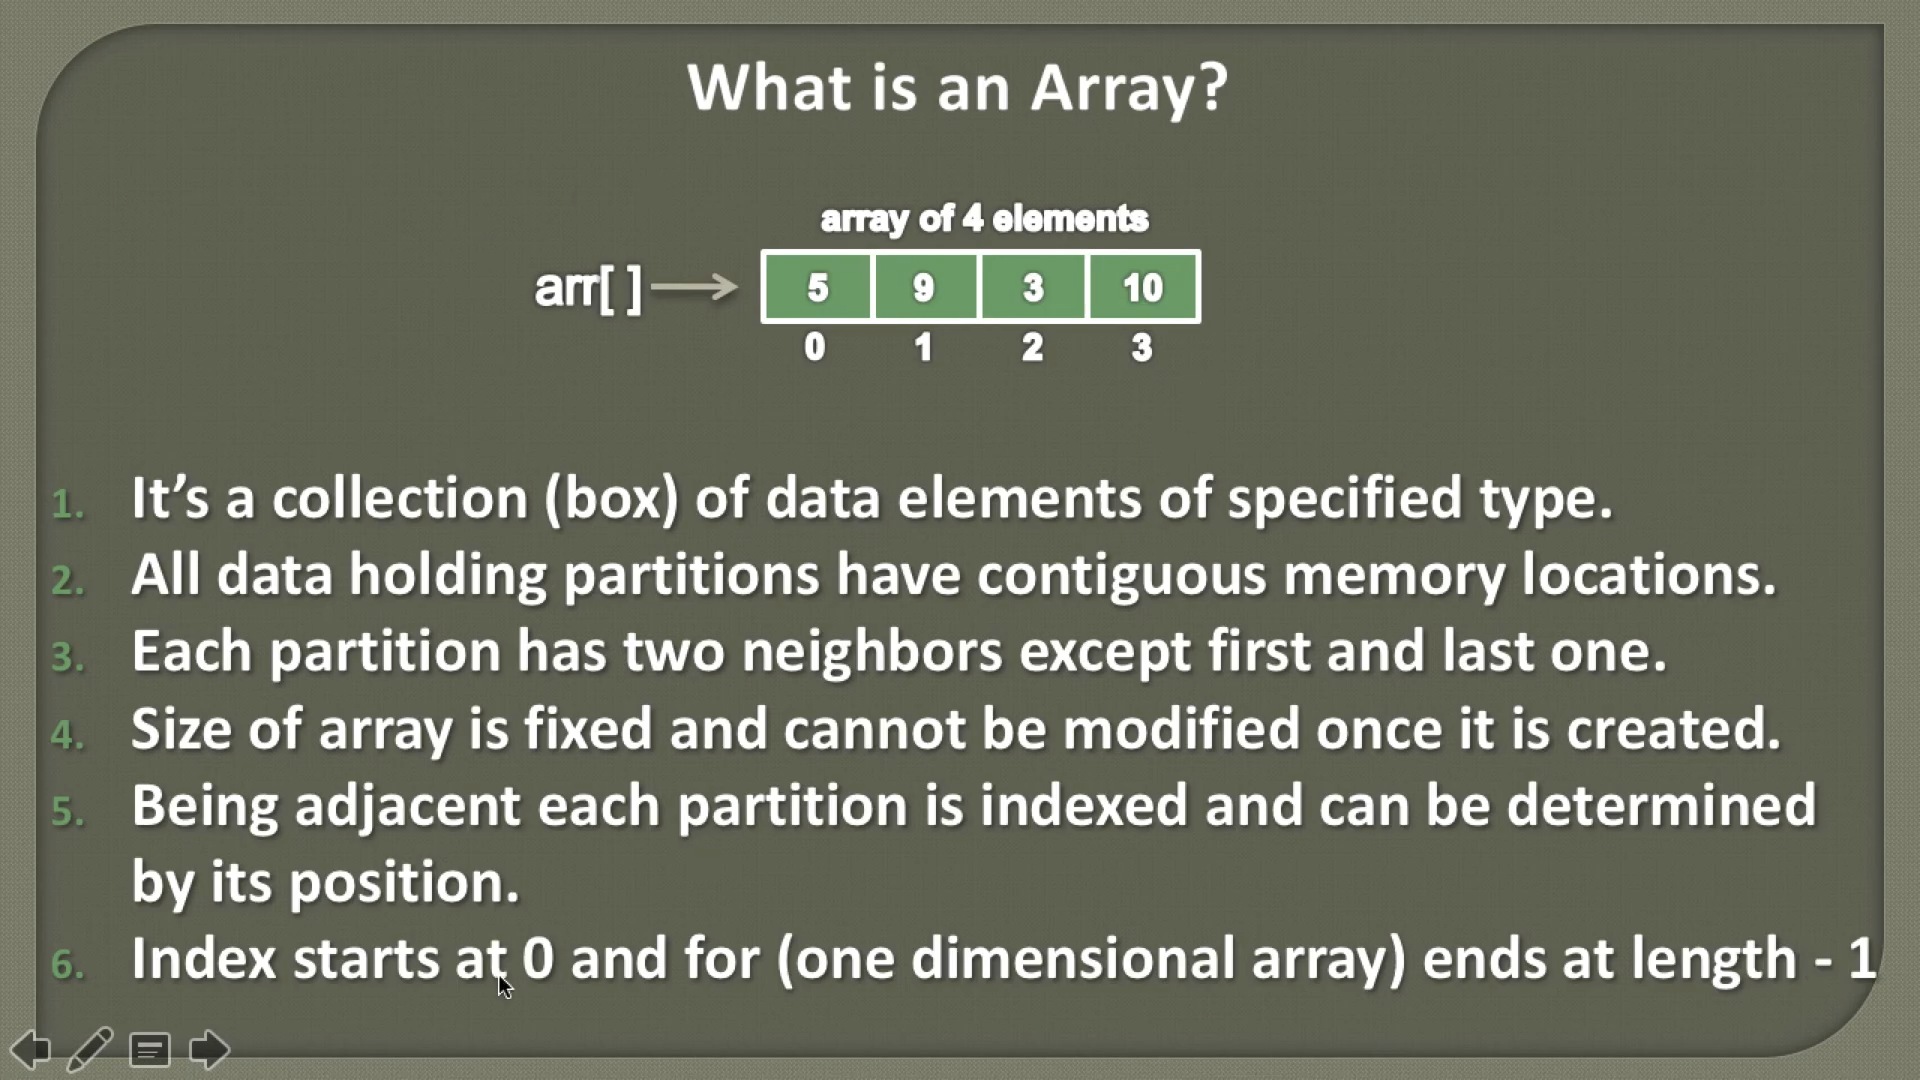 What is an Array?
array of 4 elements
arr[ ]
5 9 3 10
0 1 2 3
1. It’s a collection (box) of data elements of specified type.
2. All data holding partitions have contiguous memory locations.
3. Each partition has two neighbors except first and last one.
4. Size of array is fixed and cannot be modified once it is created.
5. Being adjacent each partition is indexed and can be determined
by its position.
6. Index starts at 0 and for (one dimensional array) ends at length - 1